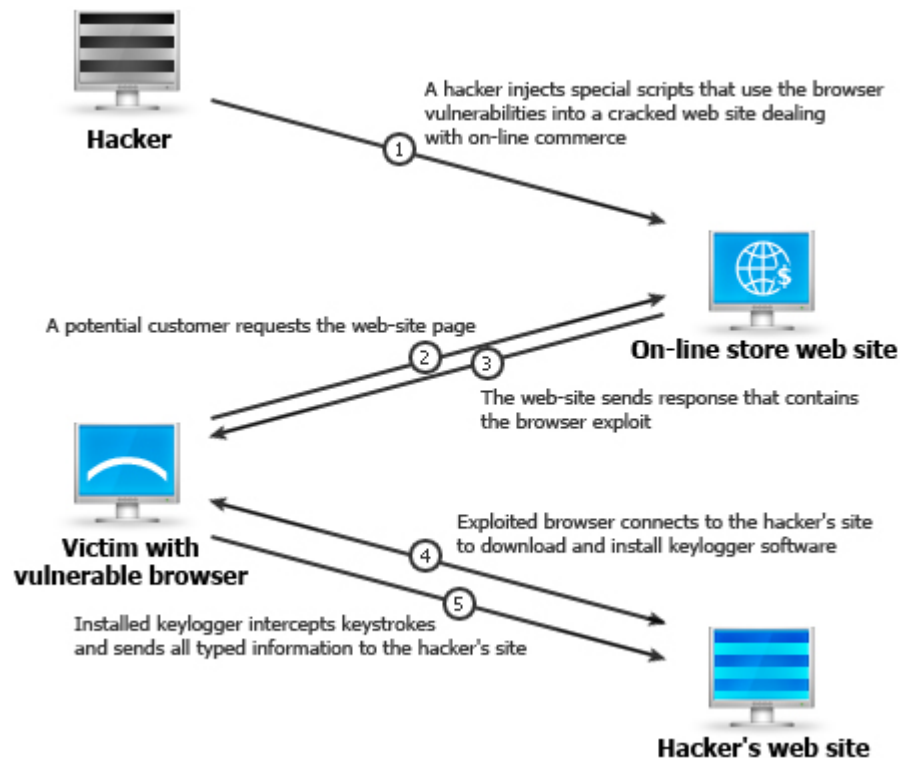 Hacker
A hacker injects special scripts that use the browser
vulnerabilities into a cracked web site dealing
with on-line commerce
1
$
On-line store web site
A potential customer requests the web-site page
2
3
The web-site sends response that contains
the browser exploit
Victim with
vulnerable browser
Exploited browser connects to the hacker's site
to download and install keylogger software
4
5
Installed keylogger intercepts keystrokes
and sends all typed information to the hacker's site
Hacker's web site